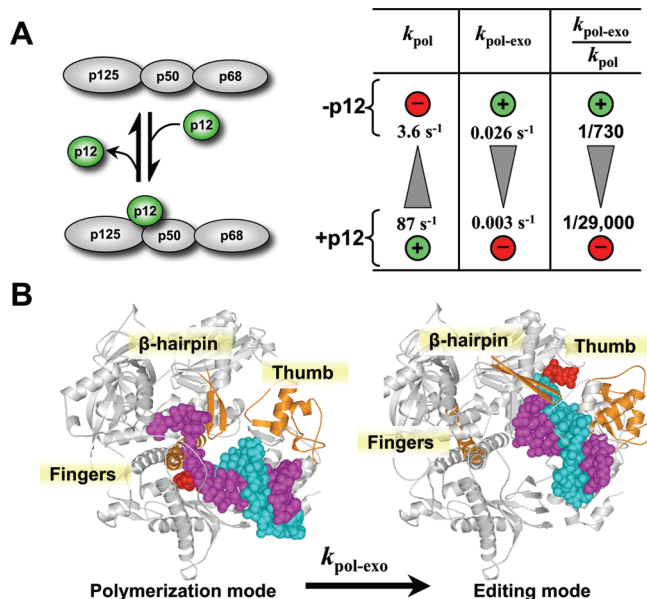 A
p125 p50 p68
p12
p12
p12
p125 p50 p68
k_pol k_pol-exo k_pol-exo
k_pol
-p12 − + +
3.6 s⁻¹ 0.026 s⁻¹ 1/730
87 s⁻¹ 0.003 s⁻¹ 1/29,000
+p12 + − −
B
β-hairpin
Thumb
Fingers
β-hairpin
Thumb
Fingers
k_pol-exo
Polymerization mode Editing mode